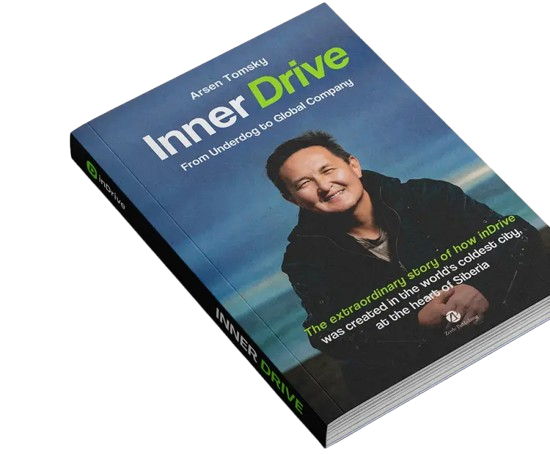 Arsen Tomsky
Inner Drive
From Underdog to Global Company
The extraordinary story of how inDrive
was created in the world's coldest city,
at the heart of Siberia
inDrive
INNER DRIVE